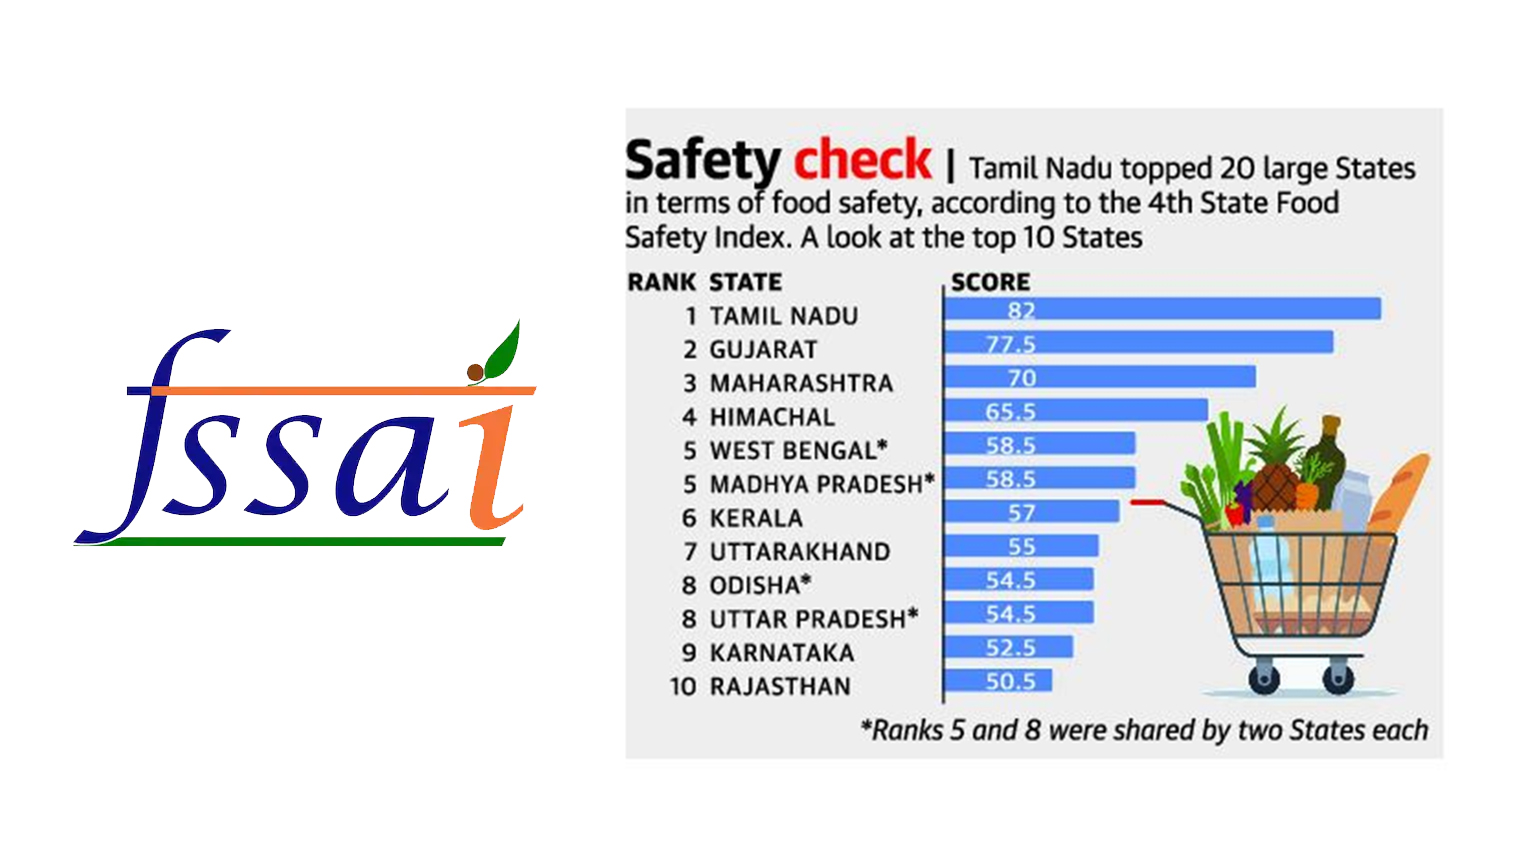 fssai
Safety check | Tamil Nadu topped 20 large States
in terms of food safety, according to the 4th State Food
Safety Index. A look at the top 10 States
RANK STATE SCORE
1 TAMIL NADU 82
2 GUJARAT 77.5
3 MAHARASHTRA 70
4 HIMACHAL 65.5
5 WEST BENGAL* 58.5
5 MADHYA PRADESH* 58.5
6 KERALA 57
7 UTTARAKHAND 55
8 ODISHA* 54.5
8 UTTAR PRADESH* 54.5
9 KARNATAKA 52.5
10 RAJASTHAN 50.5
*Ranks 5 and 8 were shared by two States each